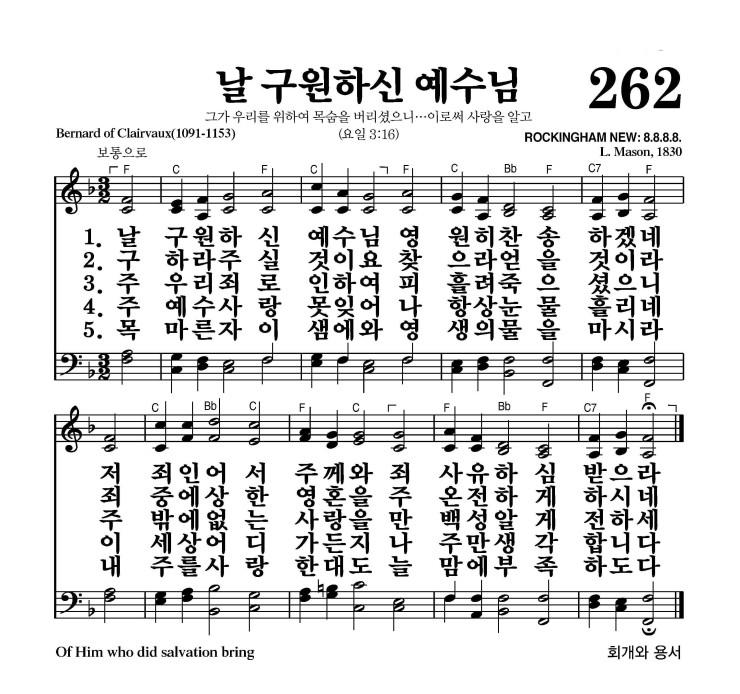 날 구원하신 예수님 262
그가 우리를 위하여 목숨을 버리셨으니…이로써 사랑을 알고
Bernard of Clairvaux(1091-1153) (요일 3:16) ROCKINGHAM NEW: 8.8.8.8.
보통으로 L. Mason, 1830
F C F C F C Bb F C7 F
1. 날 구원하 신 예수님 영 원히찬 송 하겠네
2. 구 하라주 실 것이요 찾 으라얻 을 것이라
3. 주 우리죄 로 인하여 피 흘려죽 으 셨으니
4. 주 예수사 랑 못잊어 나 항상눈 물 흘리네
5. 목 마른자 이 샘에와 영 생의물 을 마시라
C Bb C F C F Bb F C7 F
저 죄인어 서 주께와 죄 사유하 심 받으라
죄 중에상 한 영혼을 주 온전하 게 하시네
주 밖에없 는 사랑을 만 백성알 게 전하세
이 세상어 디 가든지 나 주만생 각 합니다
내 주를사 랑 한대도 늘 맘에부 족 하도다
Of Him who did salvation bring 회개와 용서